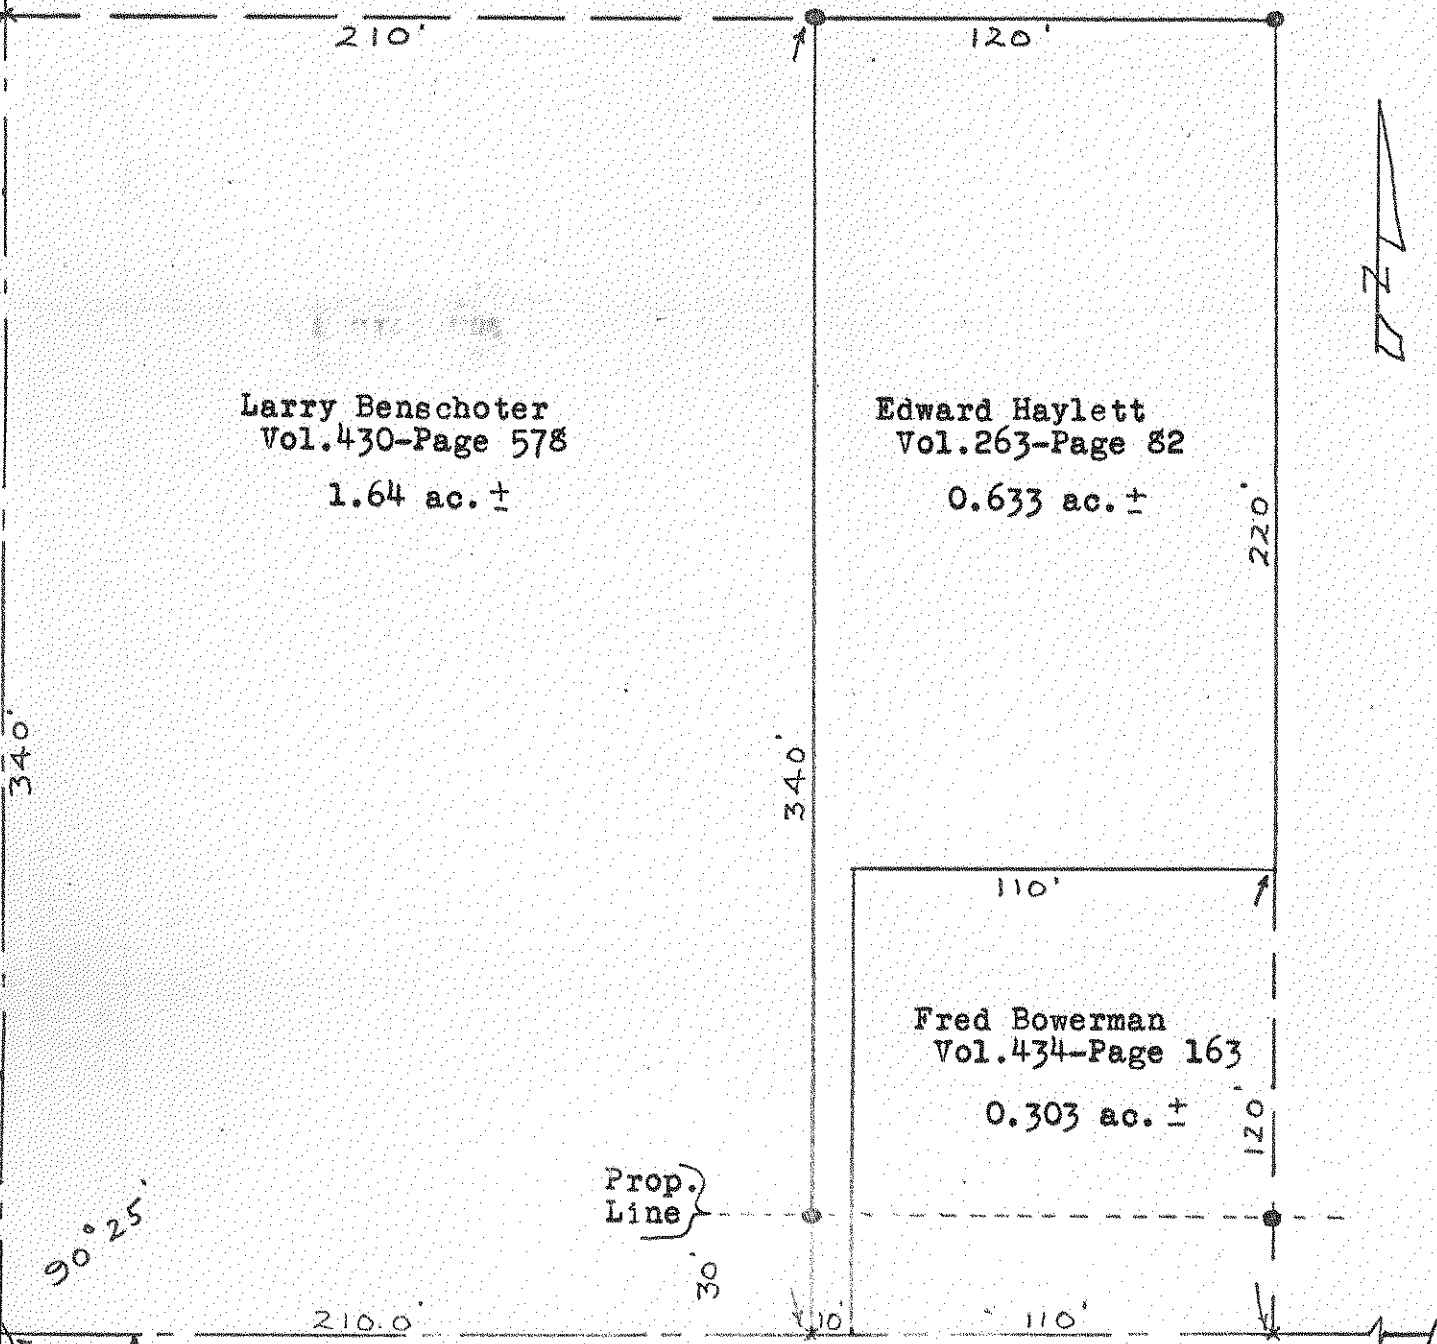 210'
120'
N
Larry Benschoter
Vol.430-Page 578
1.64 ac.±
Edward Haylett
Vol.263-Page 82
0.633 ac.±
220'
340'
340'
110'
Fred Bowerman
Vol.434-Page 163
0.303 ac.±
120'
Prop.
Line
90°25'
30'
210.0'
10'
110'